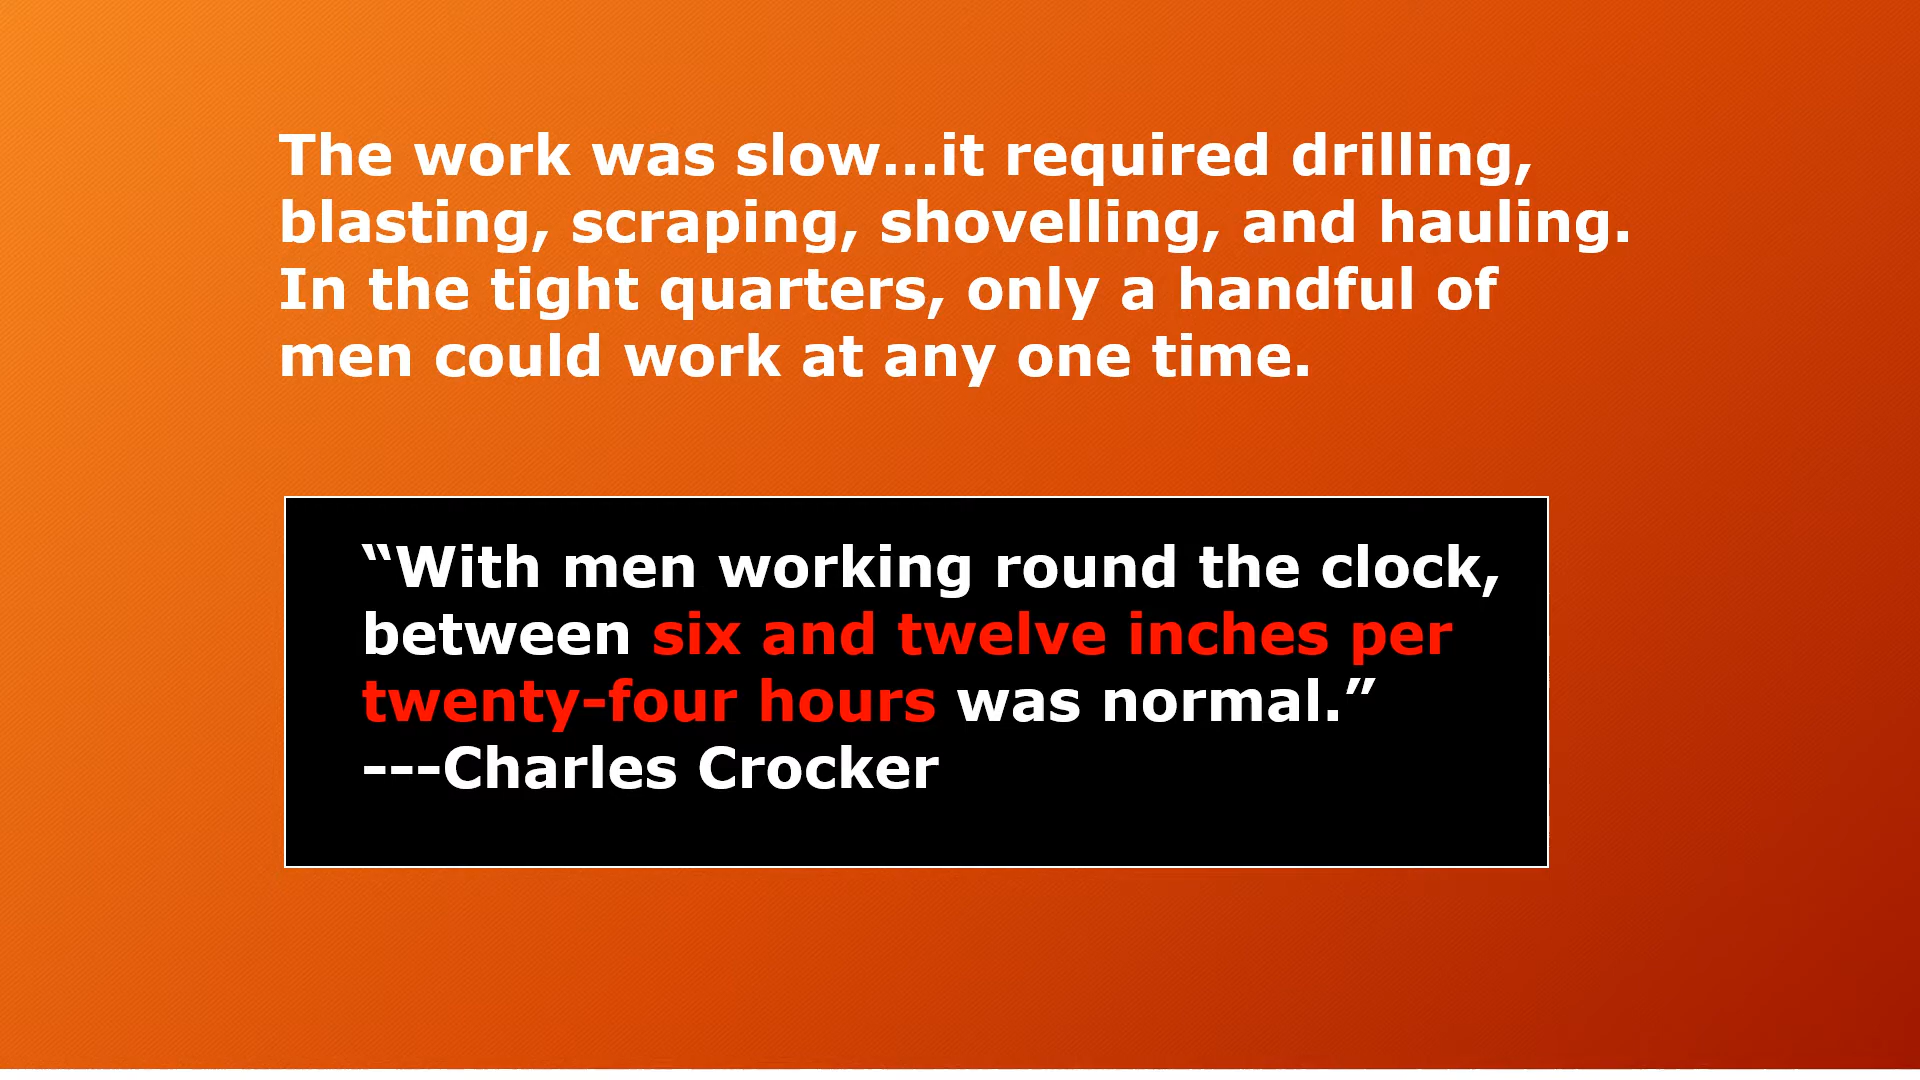 The work was slow...it required drilling,
blasting, scraping, shovelling, and hauling.
In the tight quarters, only a handful of
men could work at any one time.
“With men working round the clock,
between six and twelve inches per
twenty-four hours was normal.”
---Charles Crocker